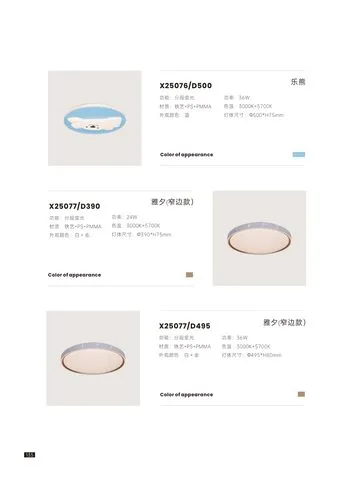 X25076/D500
乐熊
功能：分段变光
功率：36W
材质：铁艺+PS+PMMA
色温：3000K+5700K
外观颜色：蓝
灯体尺寸：Φ500*H75mm
Color of appearance
X25077/D390
雅夕(窄边款)
功能：分段变光
功率：24W
材质：铁艺+PS+PMMA
色温：3000K+5700K
外观颜色：白+金
灯体尺寸：Φ390*H75mm
Color of appearance
X25077/D495
雅夕(窄边款)
功能：分段变光
功率：36W
材质：铁艺+PS+PMMA
色温：3000K+5700K
外观颜色：白+金
灯体尺寸：Φ495*H80mm
Color of appearance